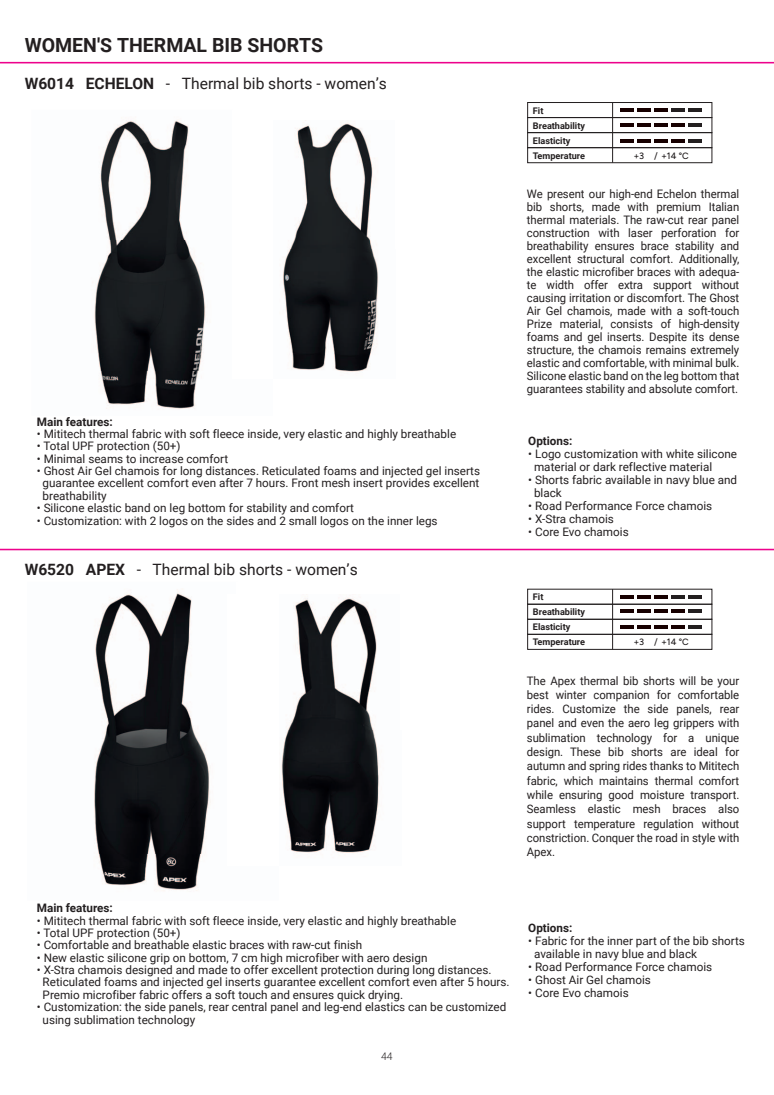 WOMEN'S THERMAL BIB SHORTS
W6014 ECHELON - Thermal bib shorts - women’s
Fit
Breathability
Elasticity
Temperature +3 / +14 °C
We present our high-end Echelon thermal
bib shorts, made with premium Italian
thermal materials. The raw-cut rear panel
construction with laser perforation for
breathability ensures brace stability and
excellent structural comfort. Additionally,
the elastic microfiber braces with adequa-
te width offer extra support without
causing irritation or discomfort. The Ghost
Air Gel chamois, made with a soft-touch
Prize material, consists of high-density
foams and gel inserts. Despite its dense
structure, the chamois remains extremely
elastic and comfortable, with minimal bulk.
Silicone elastic band on the leg bottom that
guarantees stability and absolute comfort.
ECHELON
ECHELON
ECHELON
ECHELON
Main features:
• Mititech thermal fabric with soft fleece inside, very elastic and highly breathable
• Total UPF protection (50+)
• Minimal seams to increase comfort
• Ghost Air Gel chamois for long distances. Reticulated foams and injected gel inserts
guarantee excellent comfort even after 7 hours. Front mesh insert provides excellent
breathability
• Silicone elastic band on leg bottom for stability and comfort
• Customization: with 2 logos on the sides and 2 small logos on the inner legs
Options:
• Logo customization with white silicone
material or dark reflective material
• Shorts fabric available in navy blue and
black
• Road Performance Force chamois
• X-Stra chamois
• Core Evo chamois
W6520 APEX - Thermal bib shorts - women’s
Fit
Breathability
Elasticity
Temperature +3 / +14 °C
The Apex thermal bib shorts will be your
best winter companion for comfortable
rides. Customize the side panels, rear
panel and even the aero leg grippers with
sublimation technology for a unique
design. These bib shorts are ideal for
autumn and spring rides thanks to Mititech
fabric, which maintains thermal comfort
while ensuring good moisture transport.
Seamless elastic mesh braces also
support temperature regulation without
constriction. Conquer the road in style with
Apex.
APEX
APEX
APEX
APEX
Main features:
• Mititech thermal fabric with soft fleece inside, very elastic and highly breathable
• Total UPF protection (50+)
• Comfortable and breathable elastic braces with raw-cut finish
• New elastic silicone grip on bottom, 7 cm high microfiber with aero design
• X-Stra chamois designed and made to offer excellent protection during long distances.
Reticulated foams and injected gel inserts guarantee excellent comfort even after 5 hours.
Premio microfiber fabric offers a soft touch and ensures quick drying.
• Customization: the side panels, rear central panel and leg-end elastics can be customized
using sublimation technology
Options:
• Fabric for the inner part of the bib shorts
available in navy blue and black
• Road Performance Force chamois
• Ghost Air Gel chamois
• Core Evo chamois
44